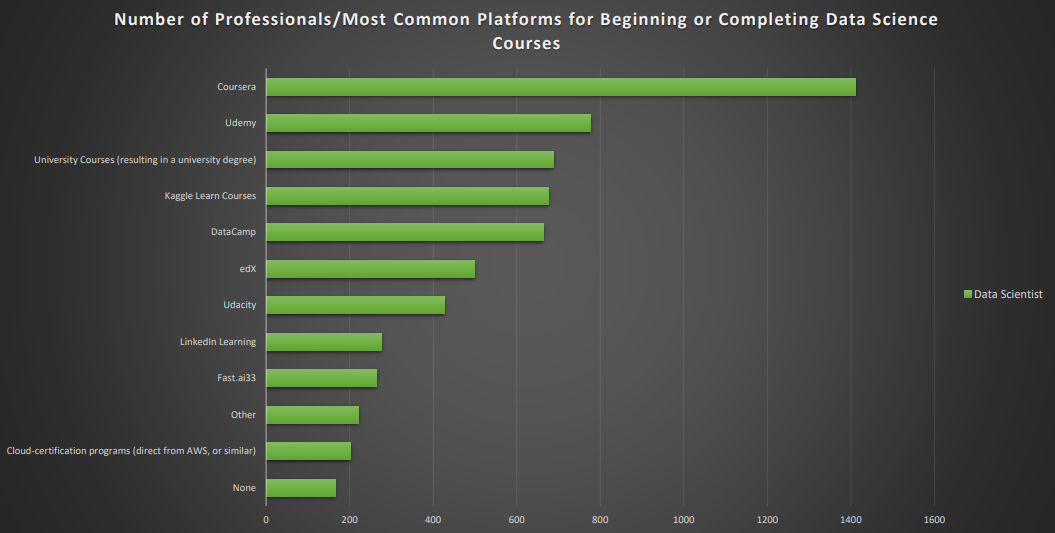 Number of Professionals/Most Common Platforms for Beginning or Completing Data Science
Courses
Coursera
Udemy
University Courses (resulting in a university degree)
Kaggle Learn Courses
DataCamp
edX
Udacity
LinkedIn Learning
Fast.ai33
Other
Cloud-certification programs (direct from AWS, or similar)
None
Data Scientist
0 200 400 600 800 1000 1200 1400 1600